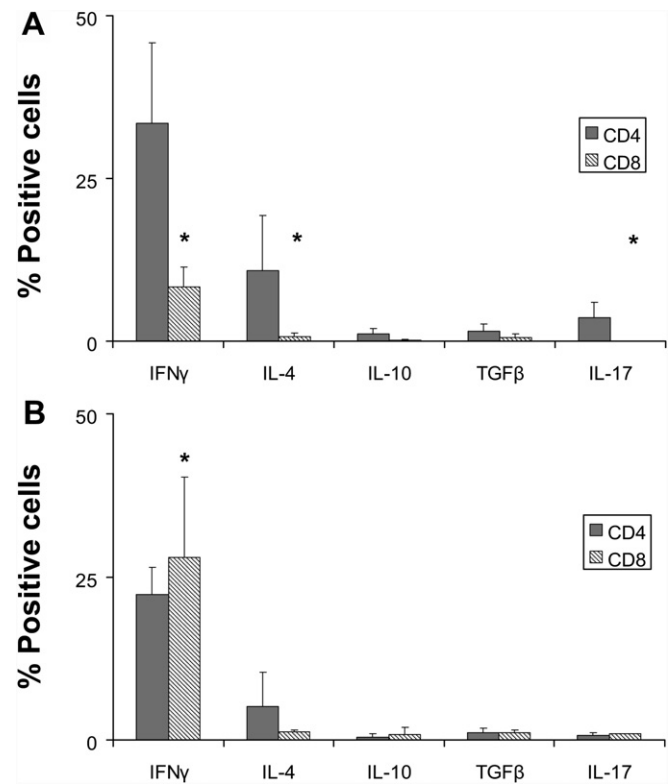 A
50
% Positive cells
CD4
CD8
25
*
*
*
0
IFNγ IL-4 IL-10 TGFβ IL-17
B
50
% Positive cells
*
CD4
CD8
25
0
IFNγ IL-4 IL-10 TGFβ IL-17